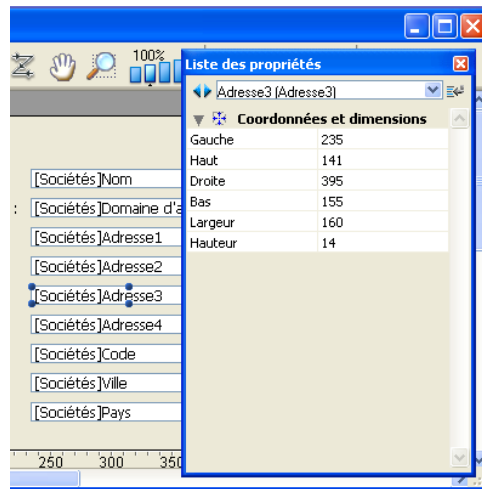 100%
Liste des propriétés
Adresse3 (Adresse3)
Coordonnées et dimensions
Gauche 235
Haut 141
Droite 395
Bas 155
Largeur 160
Hauteur 14
[Sociétés]Nom
: [Sociétés]Domaine d'a
[Sociétés]Adresse1
[Sociétés]Adresse2
[Sociétés]Adresse3
[Sociétés]Adresse4
[Sociétés]Code
[Sociétés]Ville
[Sociétés]Pays
250 300 350